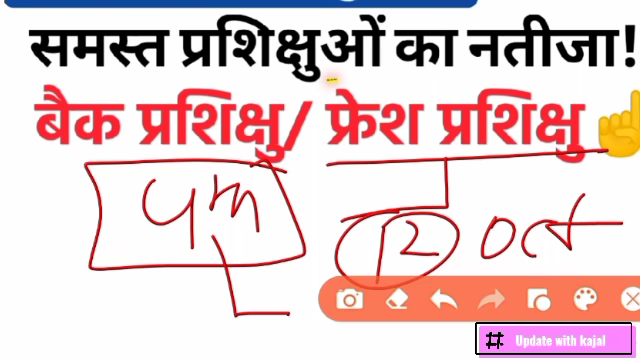 समस्त प्रशिक्षुओं का नतीजा!
बैक प्रशिक्षु/ फ्रेश प्रशिक्षु
12 Oct
# Update with kajal